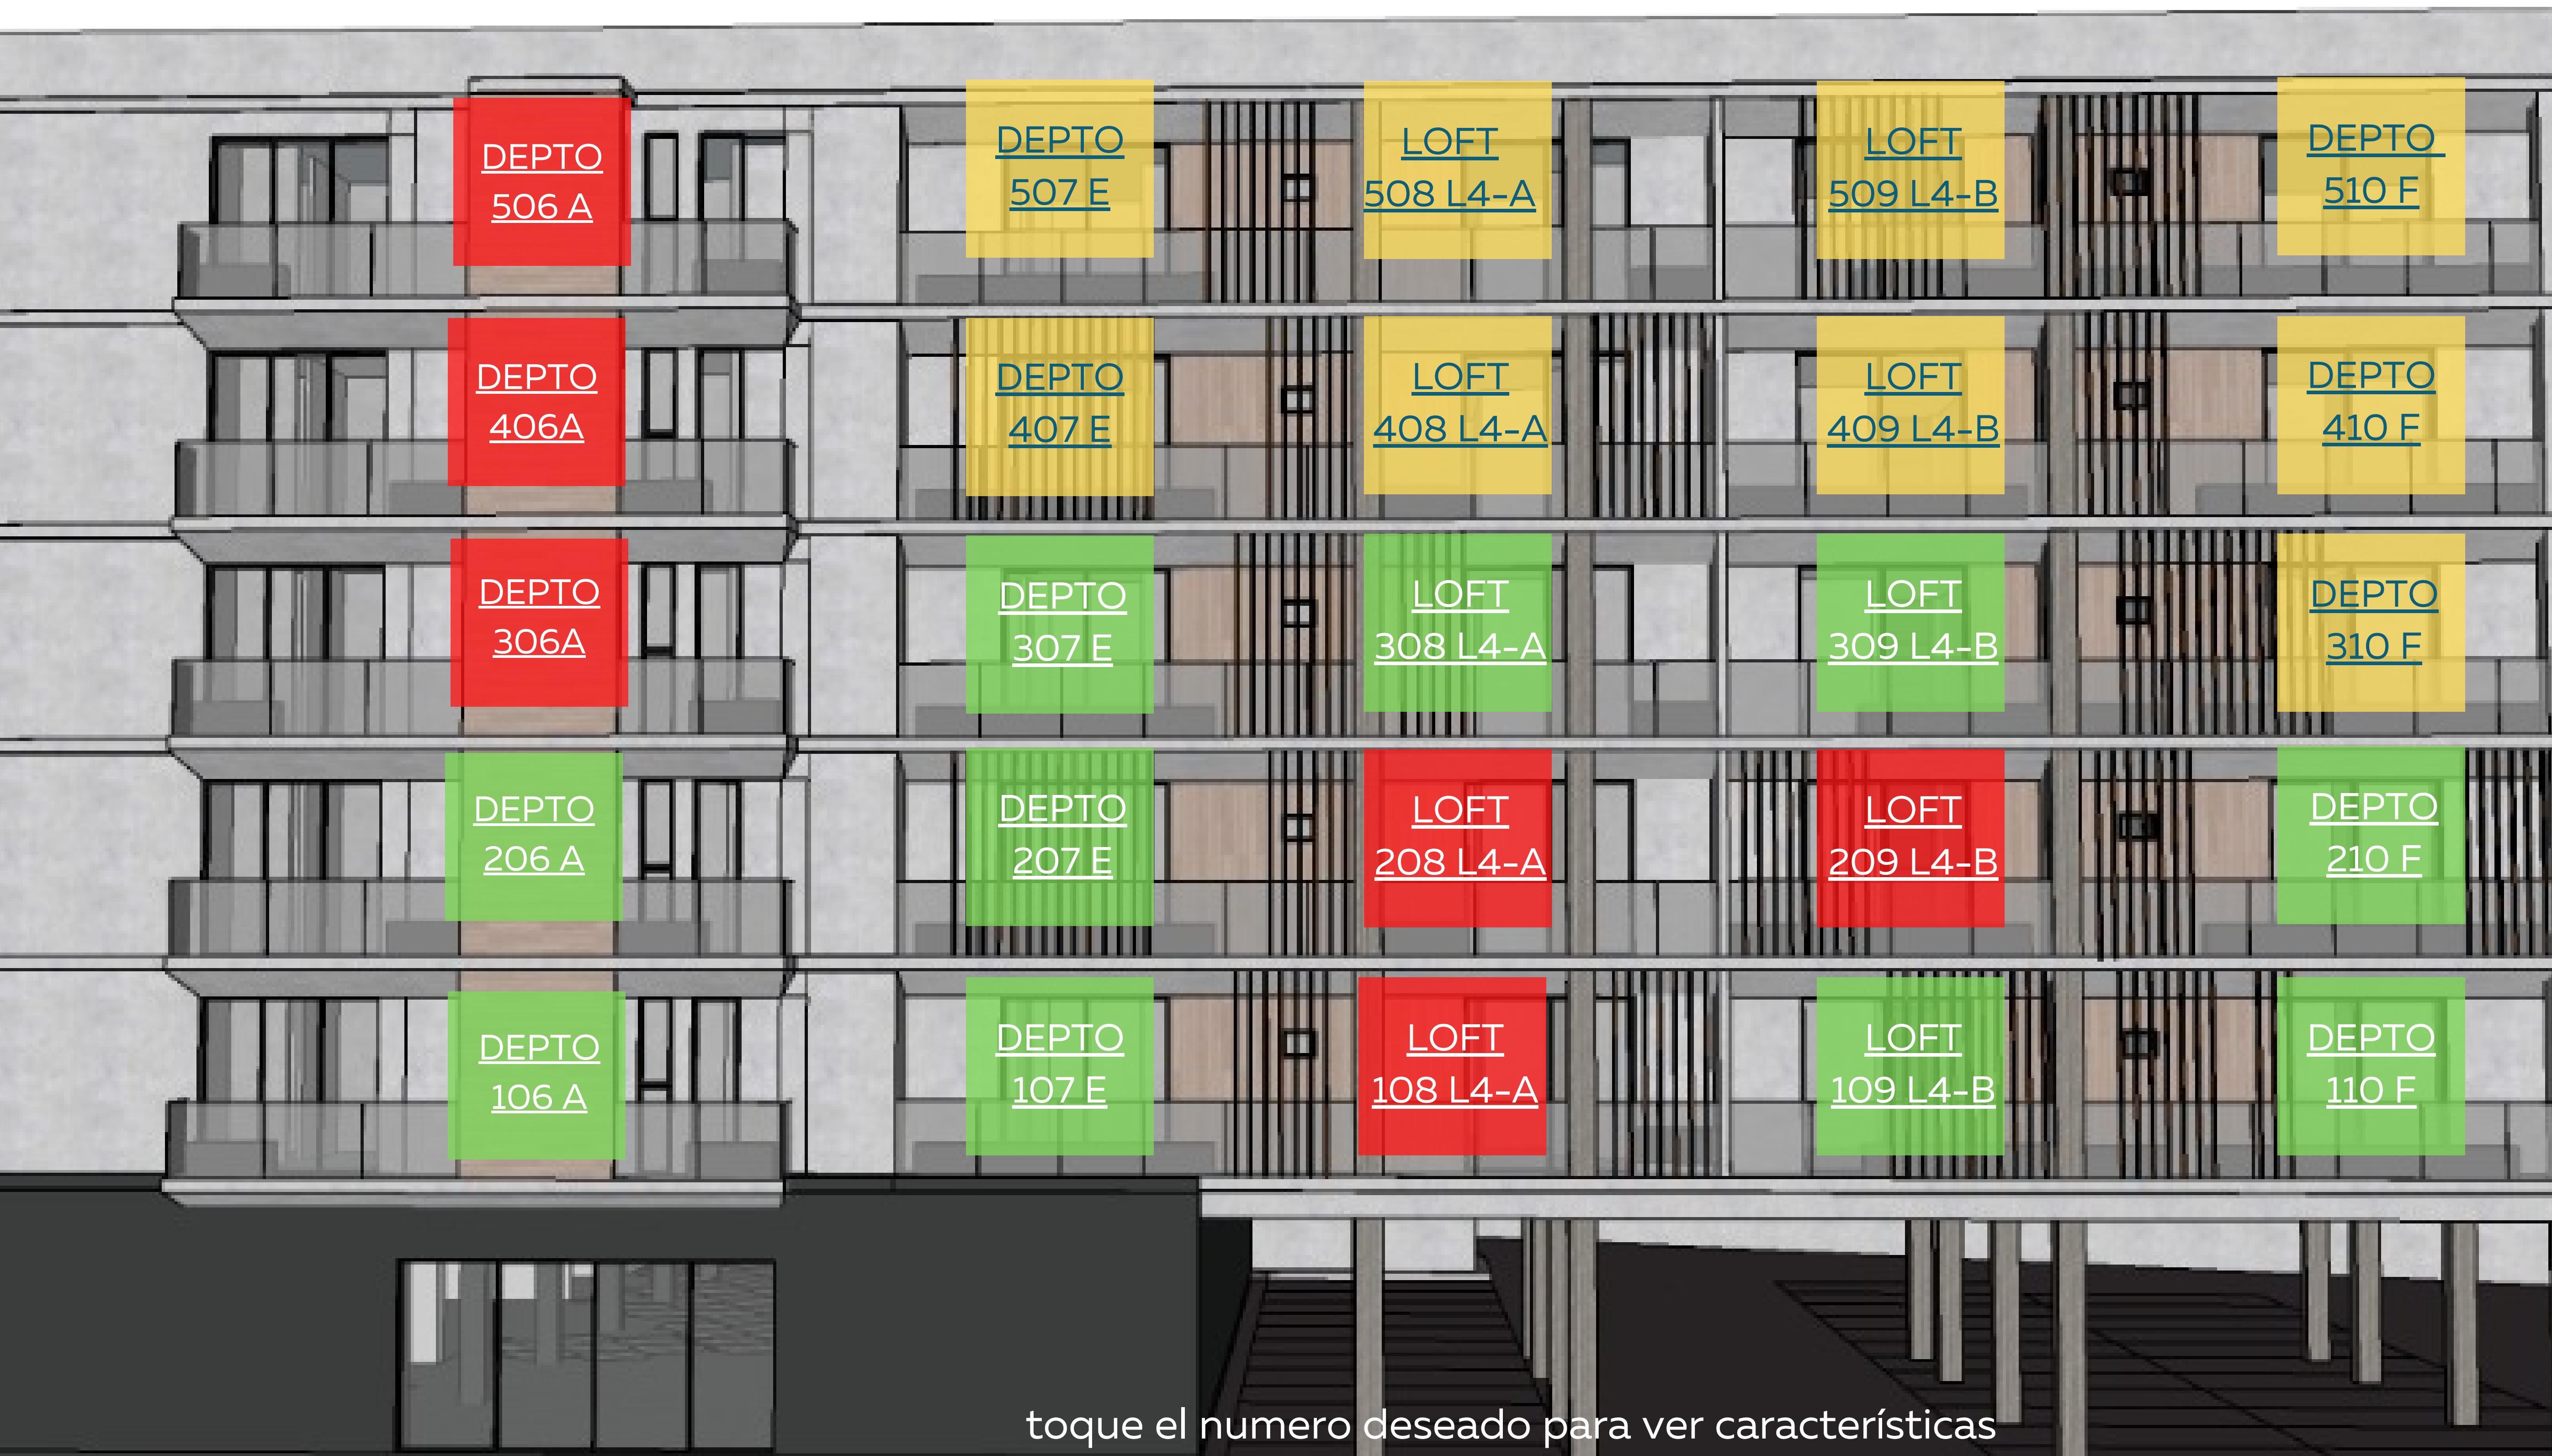 DEPTO
506 A
DEPTO
507 E
LOFT
508 L4-A
LOFT
509 L4-B
DEPTO
510 F
DEPTO
406A
DEPTO
407 E
LOFT
408 L4-A
LOFT
409 L4-B
DEPTO
410 F
DEPTO
306A
DEPTO
307 E
LOFT
308 L4-A
LOFT
309 L4-B
DEPTO
310 F
DEPTO
206 A
DEPTO
207 E
LOFT
208 L4-A
LOFT
209 L4-B
DEPTO
210 F
DEPTO
106 A
DEPTO
107 E
LOFT
108 L4-A
LOFT
109 L4-B
DEPTO
110 F
toque el numero deseado para ver características